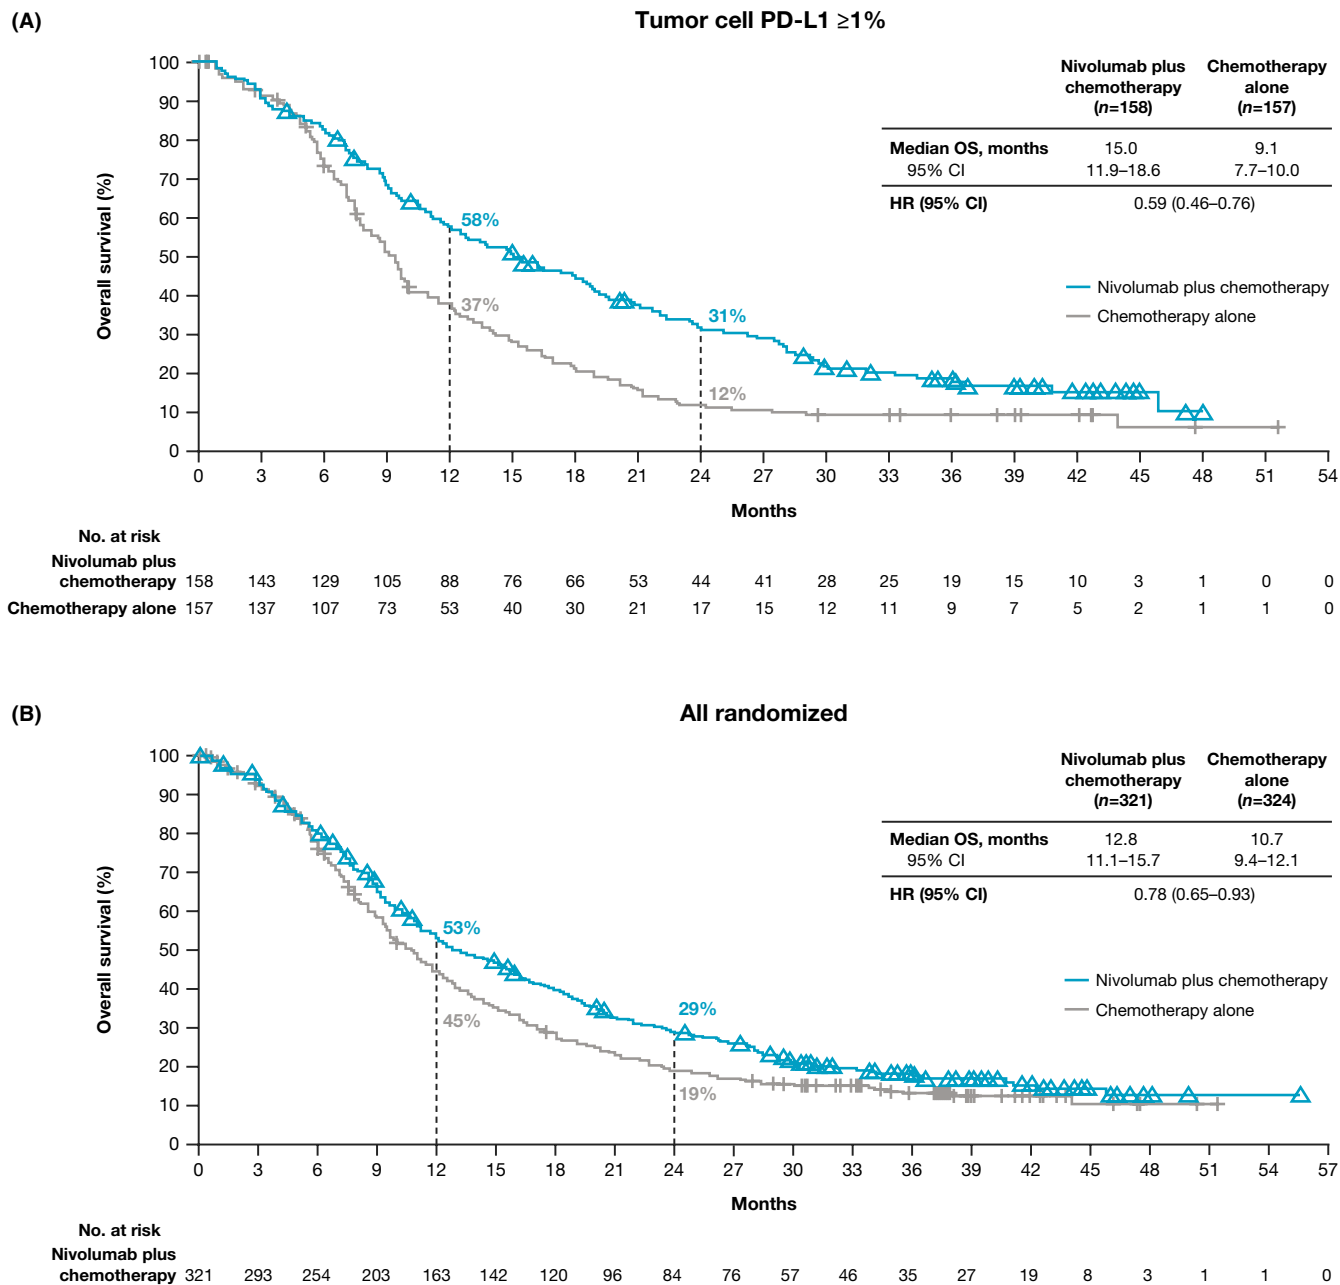 (A)
Tumor cell PD-L1 ≥1%
Nivolumab plus chemotherapy (n=158) Chemotherapy alone (n=157)
Median OS, months 15.0 9.1
95% CI 11.9–18.6 7.7–10.0
HR (95% CI) 0.59 (0.46–0.76)
Overall survival (%)
100
90
80
70
60
50
40
30
20
10
0
58%
37%
31%
12%
Nivolumab plus chemotherapy
Chemotherapy alone
0 3 6 9 12 15 18 21 24 27 30 33 36 39 42 45 48 51 54
Months
No. at risk
Nivolumab plus
chemotherapy 158 143 129 105 88 76 66 53 44 41 28 25 19 15 10 3 1 0 0
Chemotherapy alone 157 137 107 73 53 40 30 21 17 15 12 11 9 7 5 2 1 1 0
(B)
All randomized
Nivolumab plus chemotherapy (n=321) Chemotherapy alone (n=324)
Median OS, months 12.8 10.7
95% CI 11.1–15.7 9.4–12.1
HR (95% CI) 0.78 (0.65–0.93)
Overall survival (%)
100
90
80
70
60
50
40
30
20
10
0
53%
45%
29%
19%
Nivolumab plus chemotherapy
Chemotherapy alone
0 3 6 9 12 15 18 21 24 27 30 33 36 39 42 45 48 51 54 57
Months
No. at risk
Nivolumab plus
chemotherapy 321 293 254 203 163 142 120 96 84 76 57 46 35 27 19 8 3 1 1 0